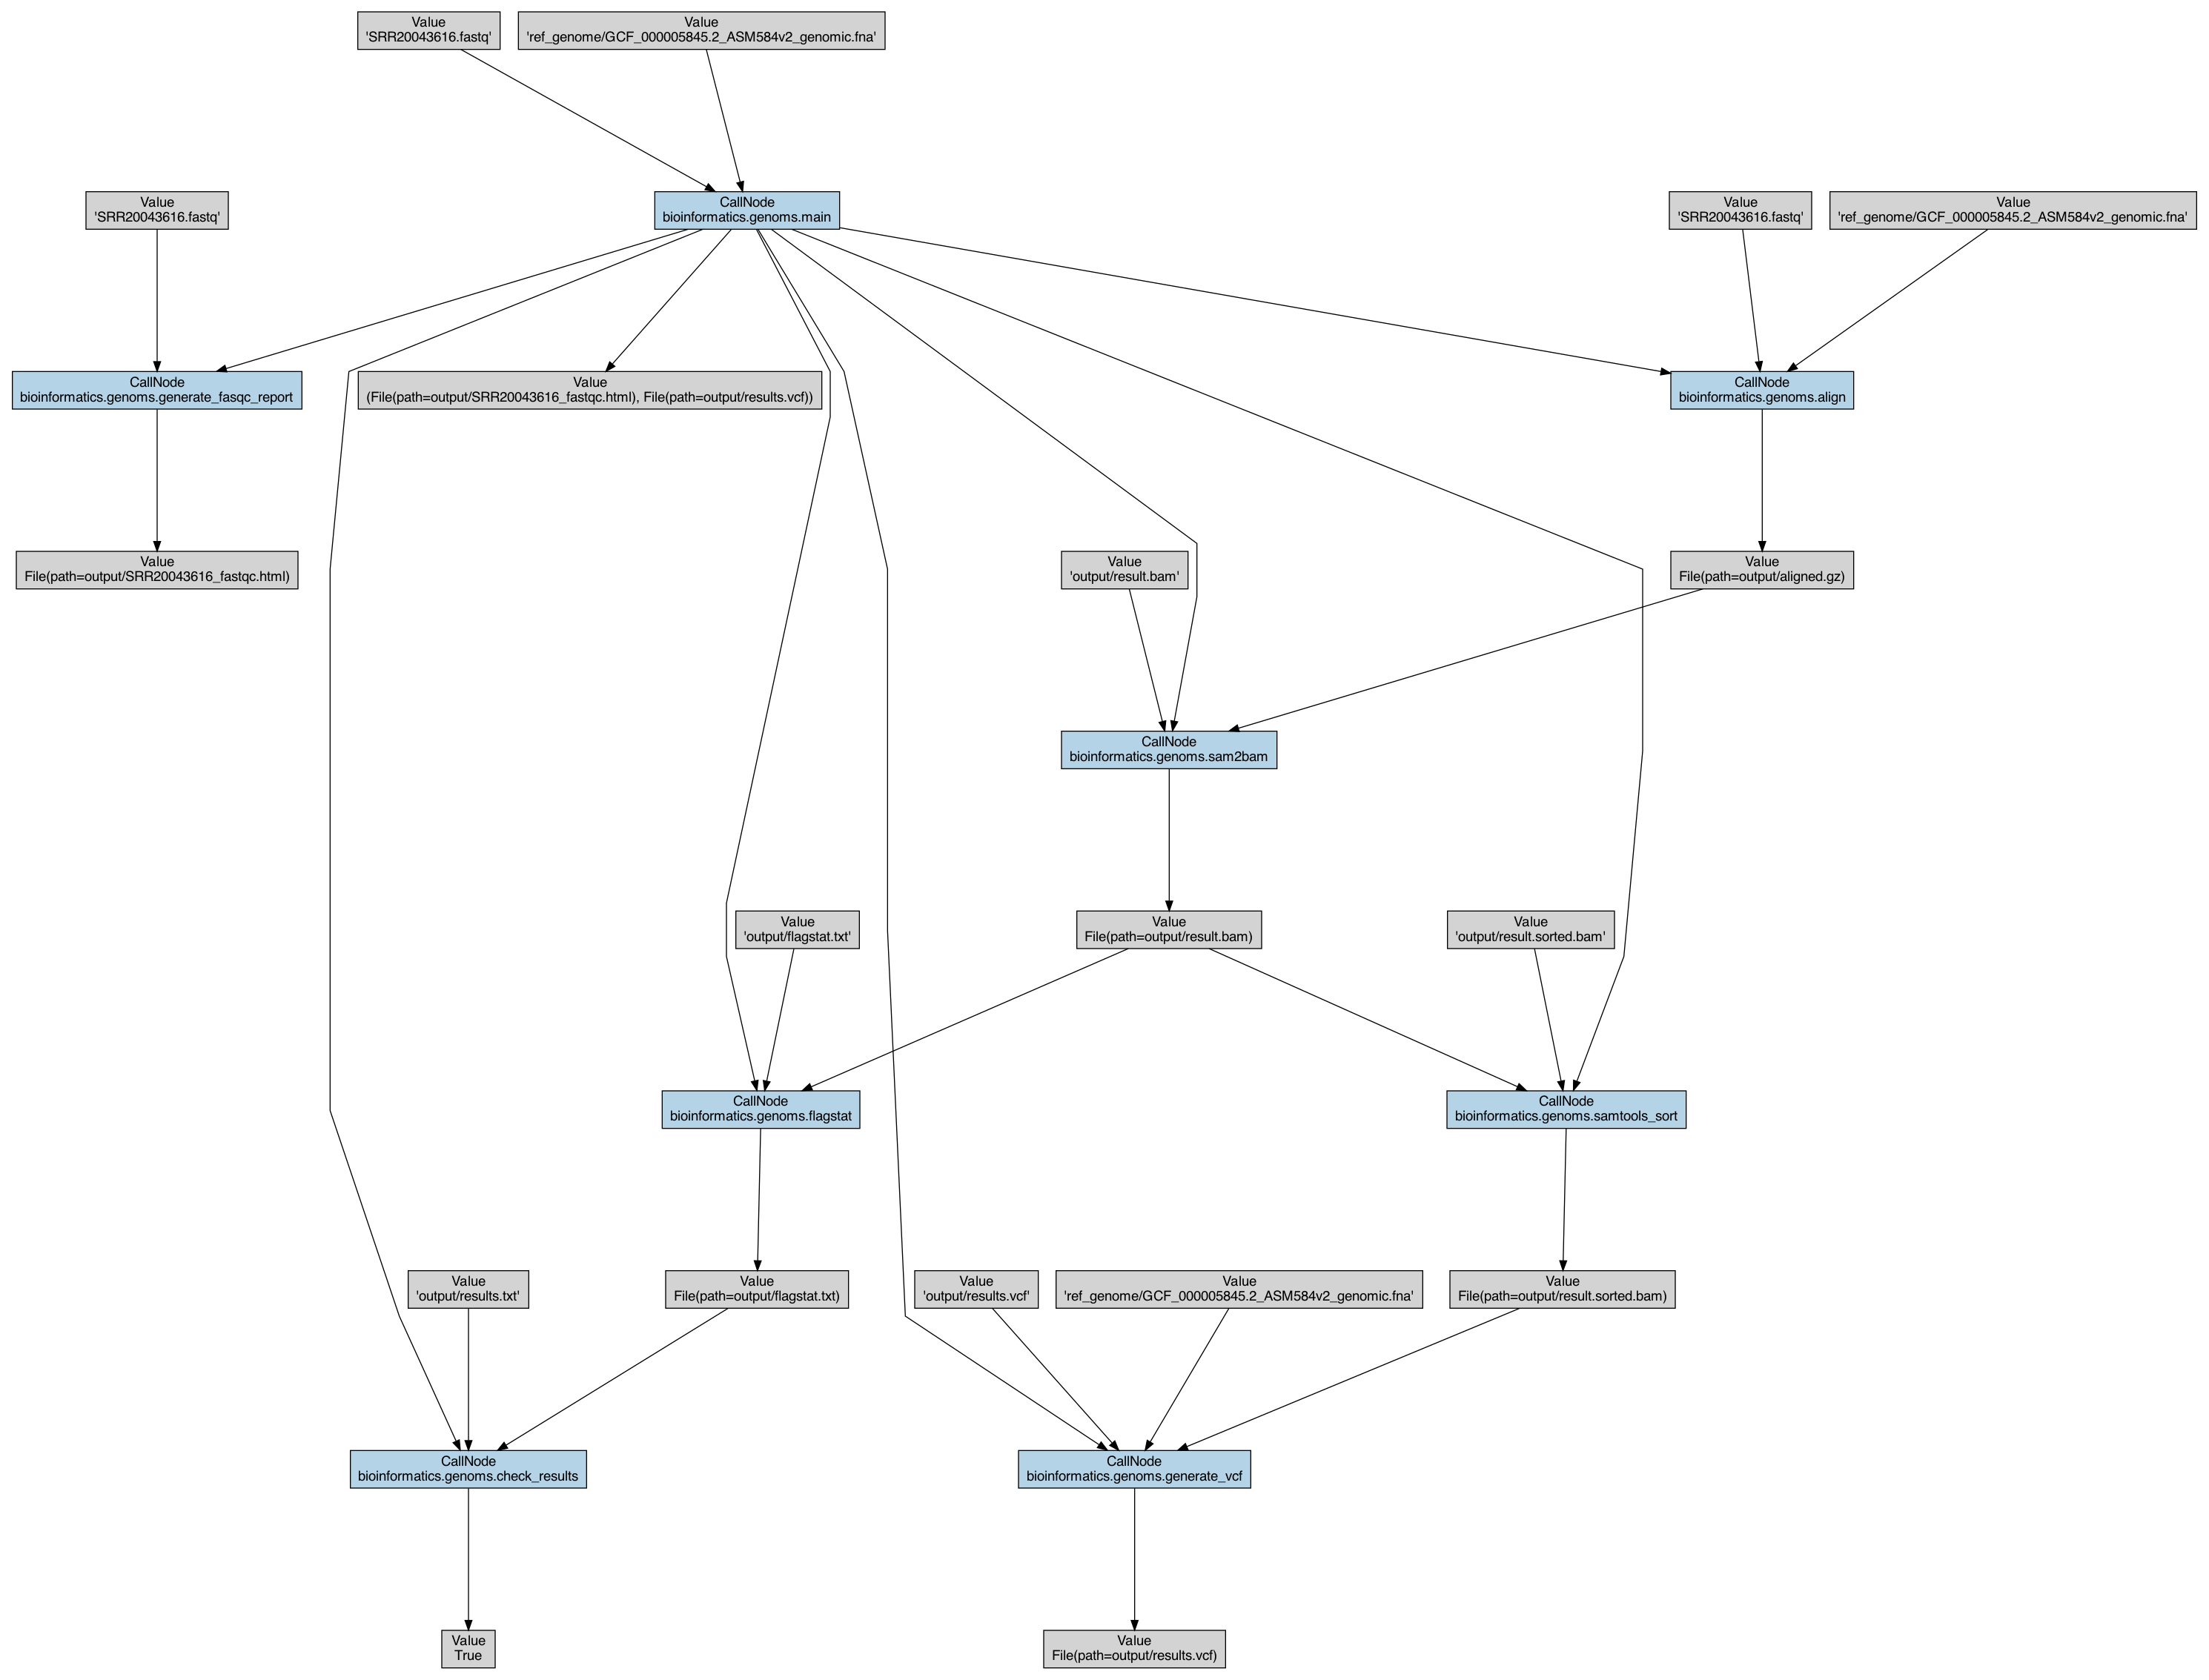 Value
'SRR20043616.fastq'
Value
'ref_genome/GCF_000005845.2_ASM584v2_genomic.fna'
Value
'SRR20043616.fastq'
CallNode
bioinformatics.genoms.main
Value
'SRR20043616.fastq'
Value
'ref_genome/GCF_000005845.2_ASM584v2_genomic.fna'
CallNode
bioinformatics.genoms.generate_fasqc_report
Value
(File(path=output/SRR20043616_fastqc.html), File(path=output/results.vcf))
CallNode
bioinformatics.genoms.align
Value
File(path=output/SRR20043616_fastqc.html)
Value
'output/result.bam'
Value
File(path=output/aligned.gz)
CallNode
bioinformatics.genoms.sam2bam
Value
'output/flagstat.txt'
Value
File(path=output/result.bam)
Value
'output/result.sorted.bam'
CallNode
bioinformatics.genoms.flagstat
CallNode
bioinformatics.genoms.samtools_sort
Value
'output/results.txt'
Value
File(path=output/flagstat.txt)
Value
'output/results.vcf'
Value
'ref_genome/GCF_000005845.2_ASM584v2_genomic.fna'
Value
File(path=output/result.sorted.bam)
CallNode
bioinformatics.genoms.check_results
CallNode
bioinformatics.genoms.generate_vcf
Value
True
Value
File(path=output/results.vcf)